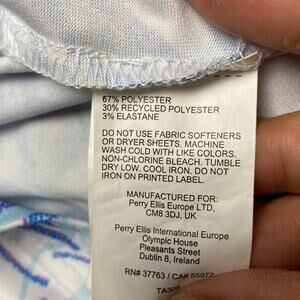 67% POLYESTER
30% RECYCLED POLYESTER
3% ELASTANE
DO NOT USE FABRIC SOFTENERS
OR DRYER SHEETS. MACHINE
WASH COLD WITH LIKE COLORS.
NON-CHLORINE BLEACH. TUMBLE
DRY LOW. COOL IRON. DO NOT
IRON ON PRINTED LABEL.
MANUFACTURED FOR:
Perry Ellis Europe LTD,
CM8 3DJ, UK
Perry Ellis International Europe
Olympic House
Pleasants Street
Dublin 8, Ireland
RN# 37763 / CA# 55972